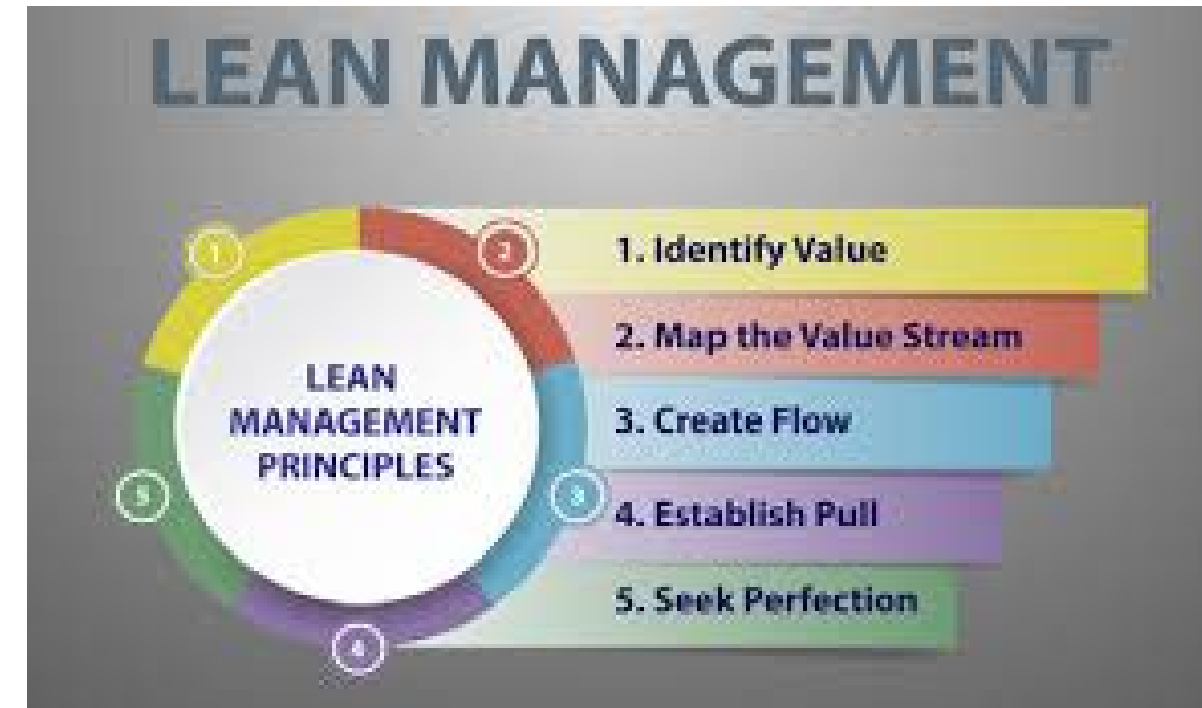 LEAN MANAGEMENT
1
2
1. Identify Value
2. Map the Value Stream
LEAN
MANAGEMENT
PRINCIPLES
3. Create Flow
5
3
4. Establish Pull
5. Seek Perfection
4